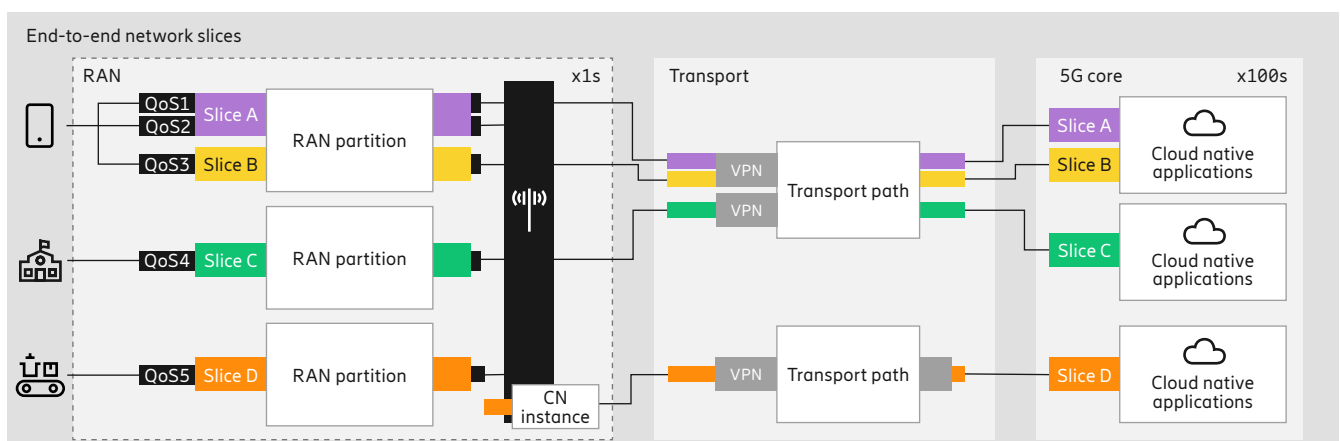 End-to-end network slices
RAN
x1s
QoS1
QoS2
Slice A
QoS3
Slice B
RAN partition
QoS4
Slice C
RAN partition
QoS5
Slice D
RAN partition
CN
instance
Transport
VPN
VPN
Transport path
VPN
Transport path
5G core
x100s
Slice A
Slice B
Cloud native
applications
Slice C
Cloud native
applications
Slice D
Cloud native
applications